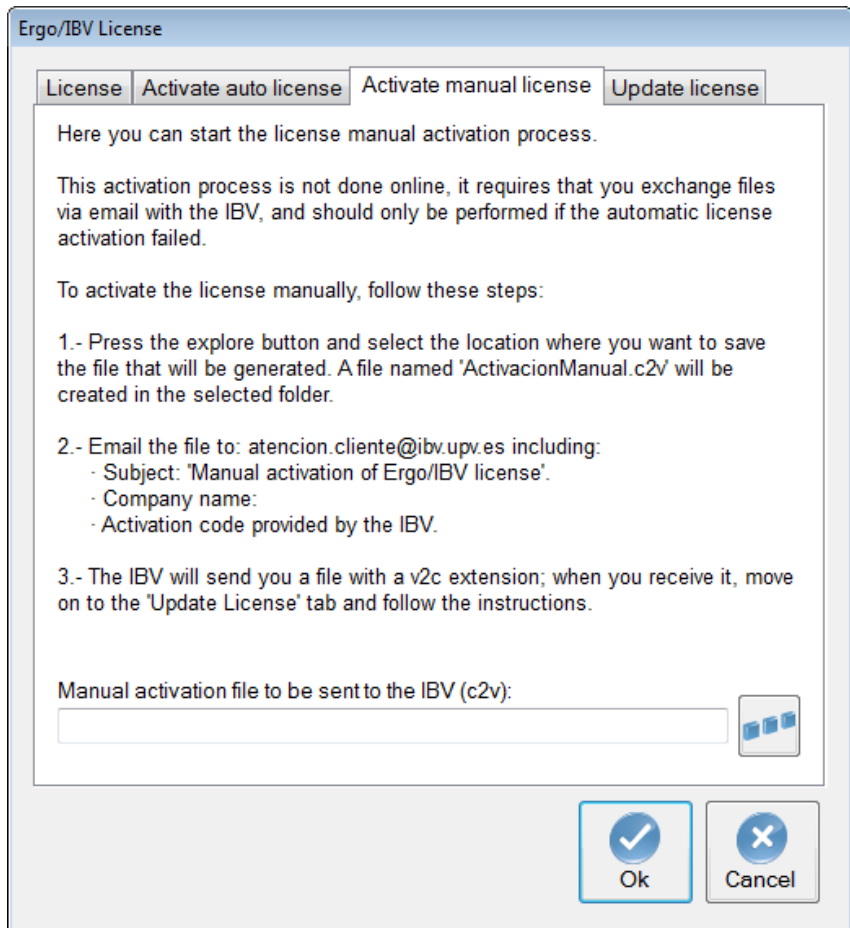 Ergo/IBV License
License
Activate auto license
Activate manual license
Update license
Here you can start the license manual activation process.
This activation process is not done online, it requires that you exchange files
via email with the IBV, and should only be performed if the automatic license
activation failed.
To activate the license manually, follow these steps:
1.- Press the explore button and select the location where you want to save
the file that will be generated. A file named 'ActivacionManual.c2v' will be
created in the selected folder.
2.- Email the file to: atencion.cliente@ibv.upv.es including:
· Subject: 'Manual activation of Ergo/IBV license'.
· Company name:
· Activation code provided by the IBV.
3.- The IBV will send you a file with a v2c extension; when you receive it, move
on to the 'Update License' tab and follow the instructions.
Manual activation file to be sent to the IBV (c2v):
Ok
Cancel